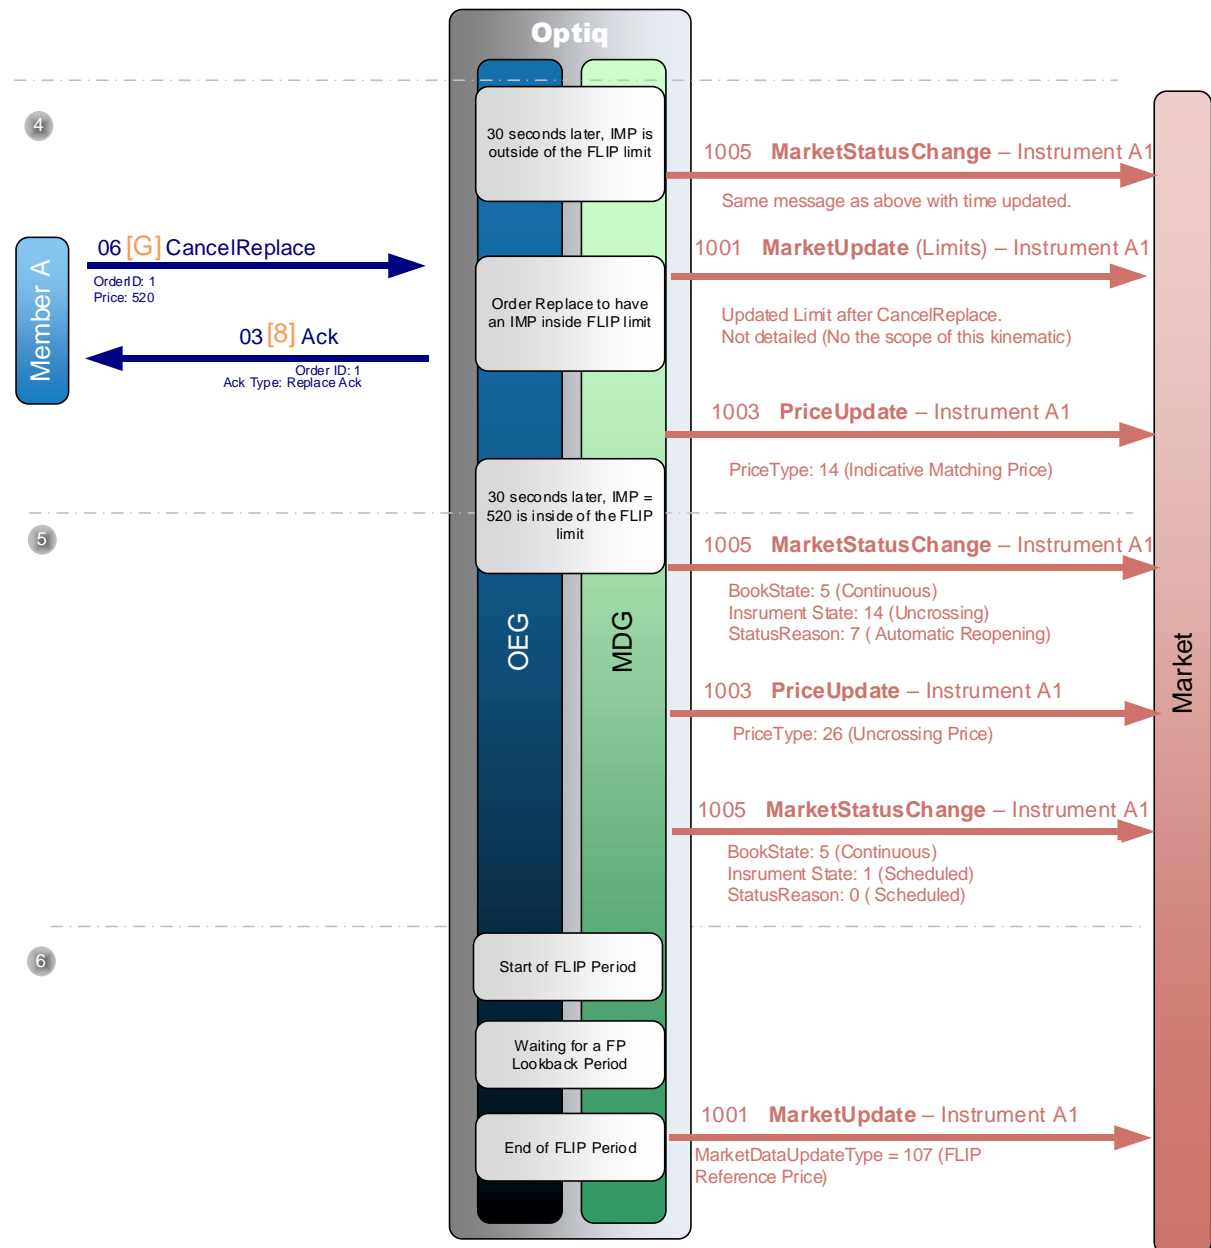 Optiq
4
30 seconds later, IMP is
outside of the FLIP limit
1005 MarketStatusChange – Instrument A1
Same message as above with time updated.
Member A
06 [G] CancelReplace
OrderID: 1
Price: 520
03 [8] Ack
Order ID: 1
Ack Type: Replace Ack
Order Replace to have
an IMP inside FLIP limit
1001 MarketUpdate (Limits) – Instrument A1
Updated Limit after CancelReplace.
Not detailed (No the scope of this kinematic)
1003 PriceUpdate – Instrument A1
PriceType: 14 (Indicative Matching Price)
30 seconds later, IMP =
520 is inside of the FLIP
limit
5
1005 MarketStatusChange – Instrument A1
BookState: 5 (Continuous)
Insrument State: 14 (Uncrossing)
StatusReason: 7 ( Automatic Reopening)
OEG
MDG
Market
1003 PriceUpdate – Instrument A1
PriceType: 26 (Uncrossing Price)
1005 MarketStatusChange – Instrument A1
BookState: 5 (Continuous)
Insrument State: 1 (Scheduled)
StatusReason: 0 ( Scheduled)
6
Start of FLIP Period
Waiting for a FP
Lookback Period
End of FLIP Period
1001 MarketUpdate – Instrument A1
MarketDataUpdateType = 107 (FLIP
Reference Price)